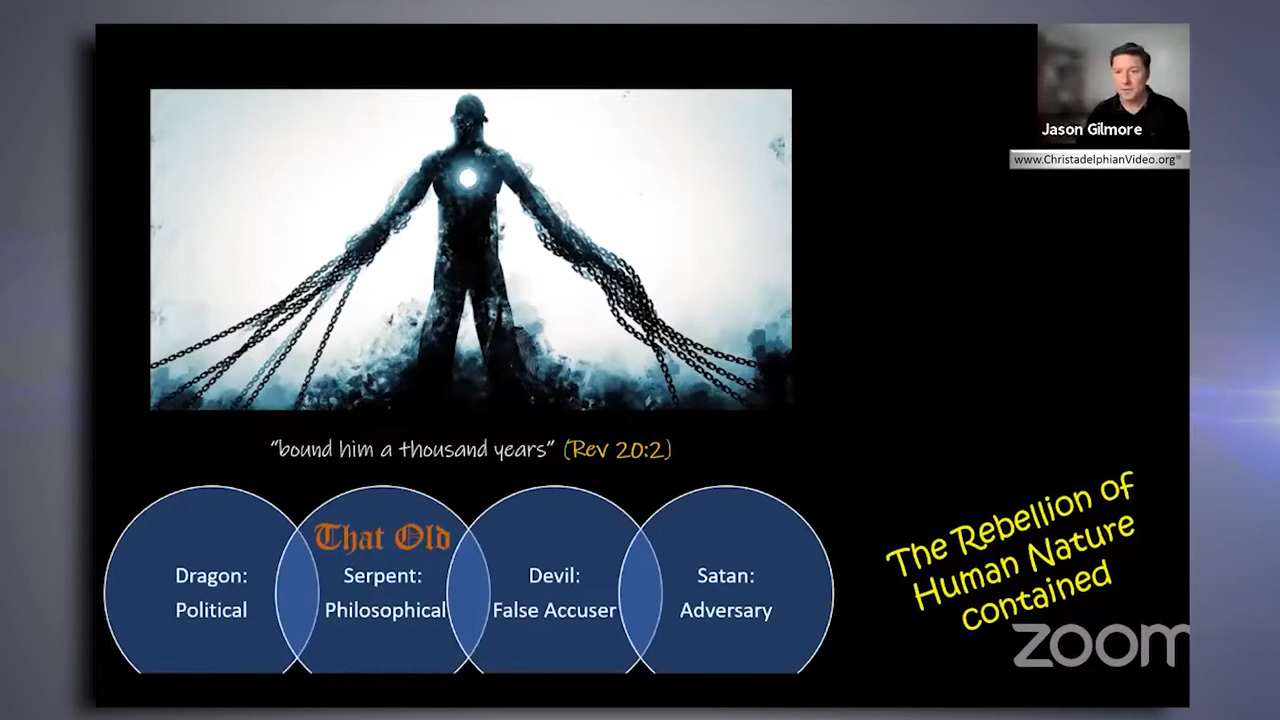 Jason Gilmore
www.ChristadelphianVideo.org®
"bound him a thousand years" (Rev 20:2)
That Old
Dragon:
Political
Serpent:
Philosophical
Devil:
False Accuser
Satan:
Adversary
The Rebellion of
Human Nature
contained
zoom